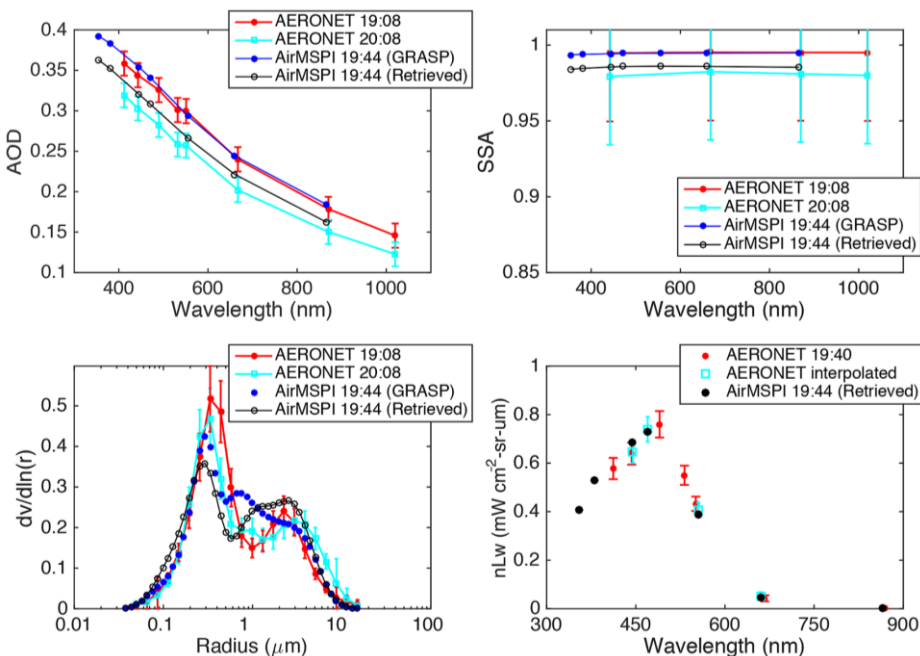 AERONET 19:08
AERONET 20:08
AirMSPI 19:44 (GRASP)
AirMSPI 19:44 (Retrieved)
0.4
0.35
0.3
0.25
0.2
0.15
0.1
AOD
400 600 800 1000
Wavelength (nm)
1
0.95
0.9
0.85
SSA
AERONET 19:08
AERONET 20:08
AirMSPI 19:44 (GRASP)
AirMSPI 19:44 (Retrieved)
400 600 800 1000
Wavelength (nm)
AERONET 19:08
AERONET 20:08
AirMSPI 19:44 (GRASP)
AirMSPI 19:44 (Retrieved)
0.5
0.4
0.3
0.2
0.1
0
dv/dln(r)
0.01 0.1 1 10 100
Radius (μm)
AERONET 19:40
AERONET interpolated
AirMSPI 19:44 (Retrieved)
1
0.8
0.6
0.4
0.2
0
nLw (mW cm-2-sr-um)
300 450 600 750 900
Wavelength (nm)